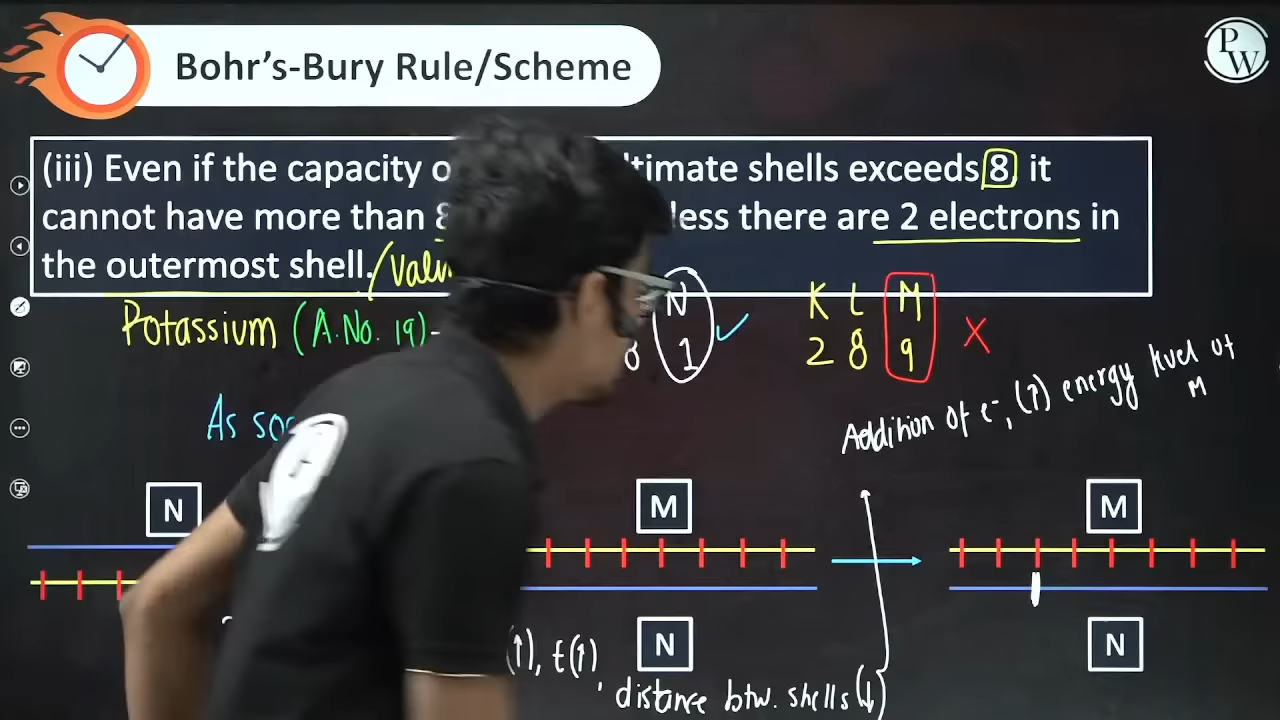 Bohr's-Bury Rule/Scheme
PW
(iii) Even if the capacity ltimate shells exceeds 8, it
cannot have more than 8 less there are 2 electrons in
the outermost shell.
Potassium (A.No. 19)- N
8 1
K L M
2 8 9
As
Addition of e-, (↑) energy level of
M
N
M
M
N
N
(↑), t(↑), distance btw. shells (↓)